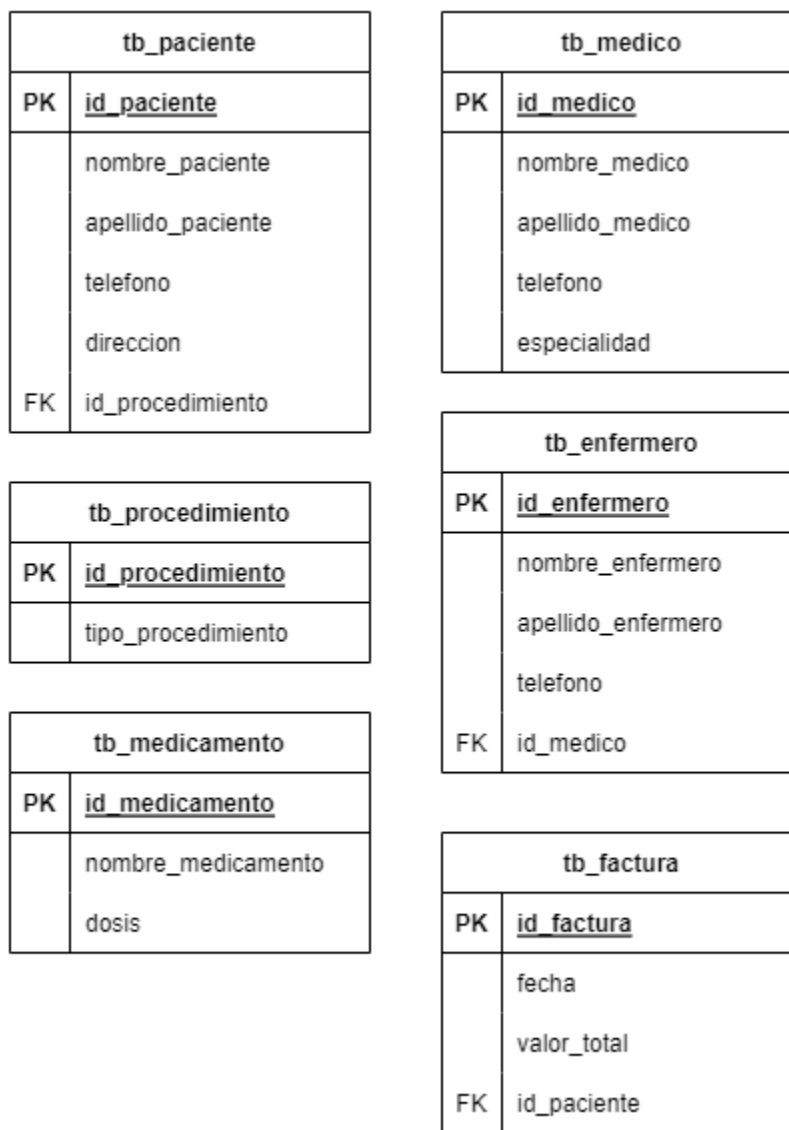 tb_paciente
PK id_paciente
nombre_paciente
apellido_paciente
telefono
direccion
FK id_procedimiento
tb_procedimiento
PK id_procedimiento
tipo_procedimiento
tb_medicamento
PK id_medicamento
nombre_medicamento
dosis
tb_medico
PK id_medico
nombre_medico
apellido_medico
telefono
especialidad
tb_enfermero
PK id_enfermero
nombre_enfermero
apellido_enfermero
telefono
FK id_medico
tb_factura
PK id_factura
fecha
valor_total
FK id_paciente